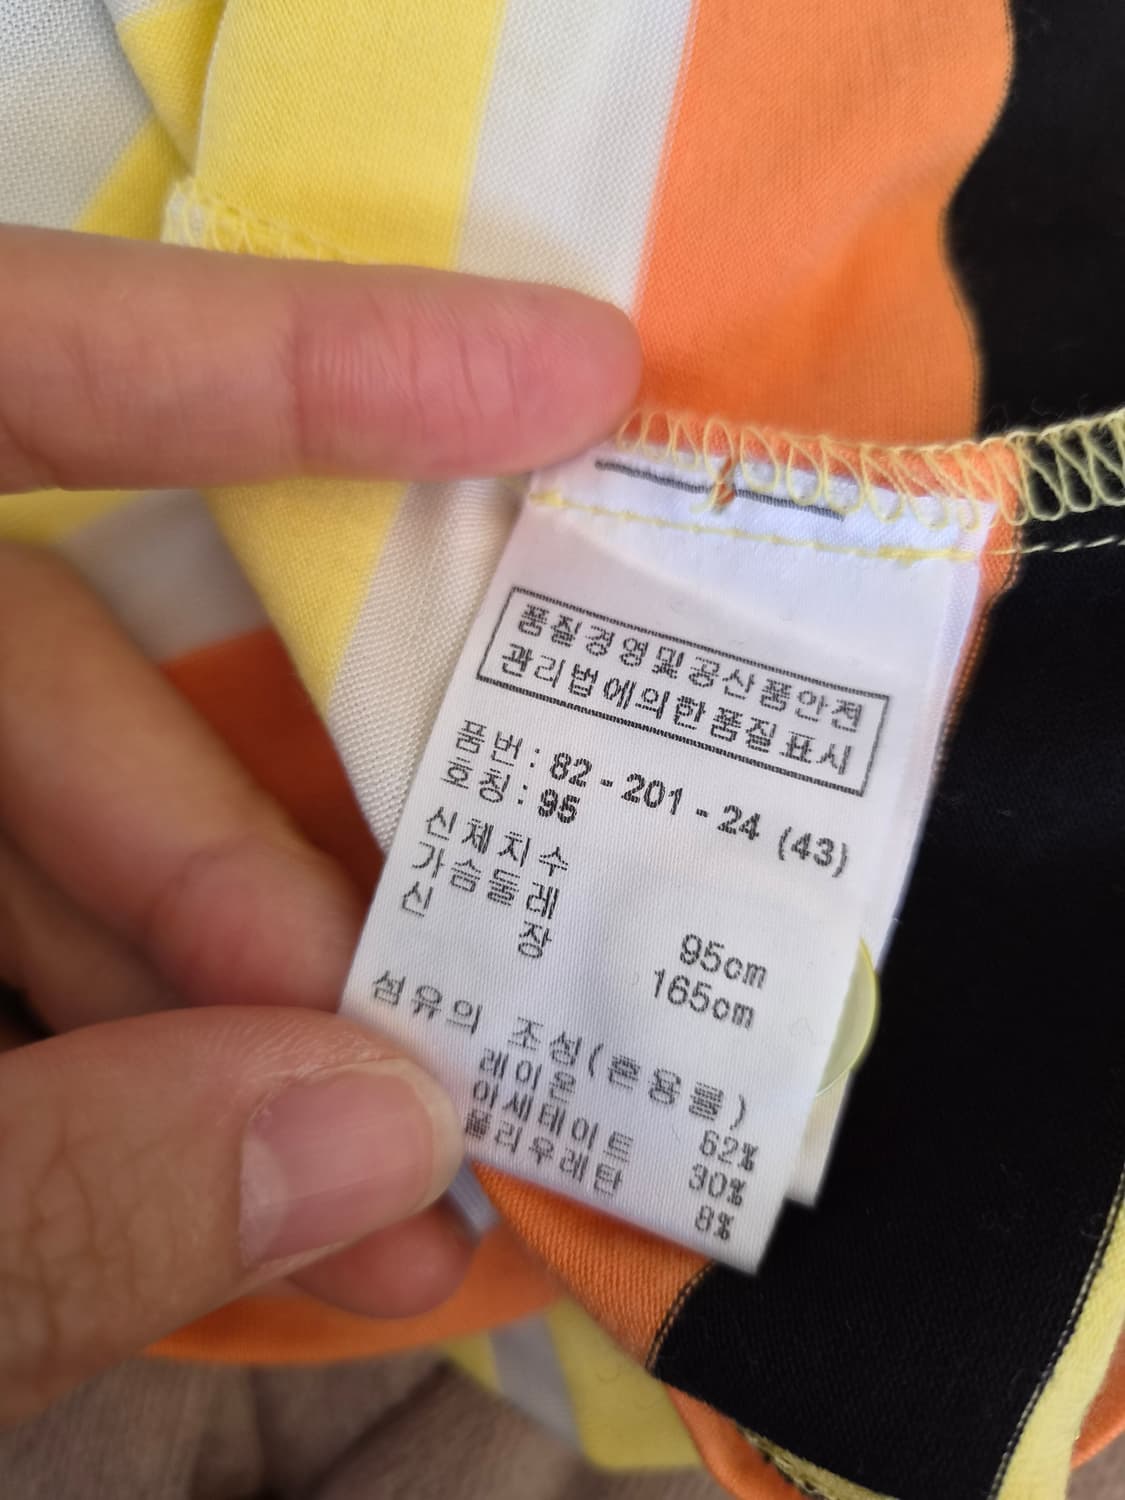 품질경영및공산품안전
관리법에의한품질표시
품번 : 82 - 201 - 24 (43)
호칭 : 95
신체치수
가슴둘레 95cm
신 장 165cm
섬유의 조성(혼용률)
레이온 62%
아세테이트 30%
폴리우레탄 8%